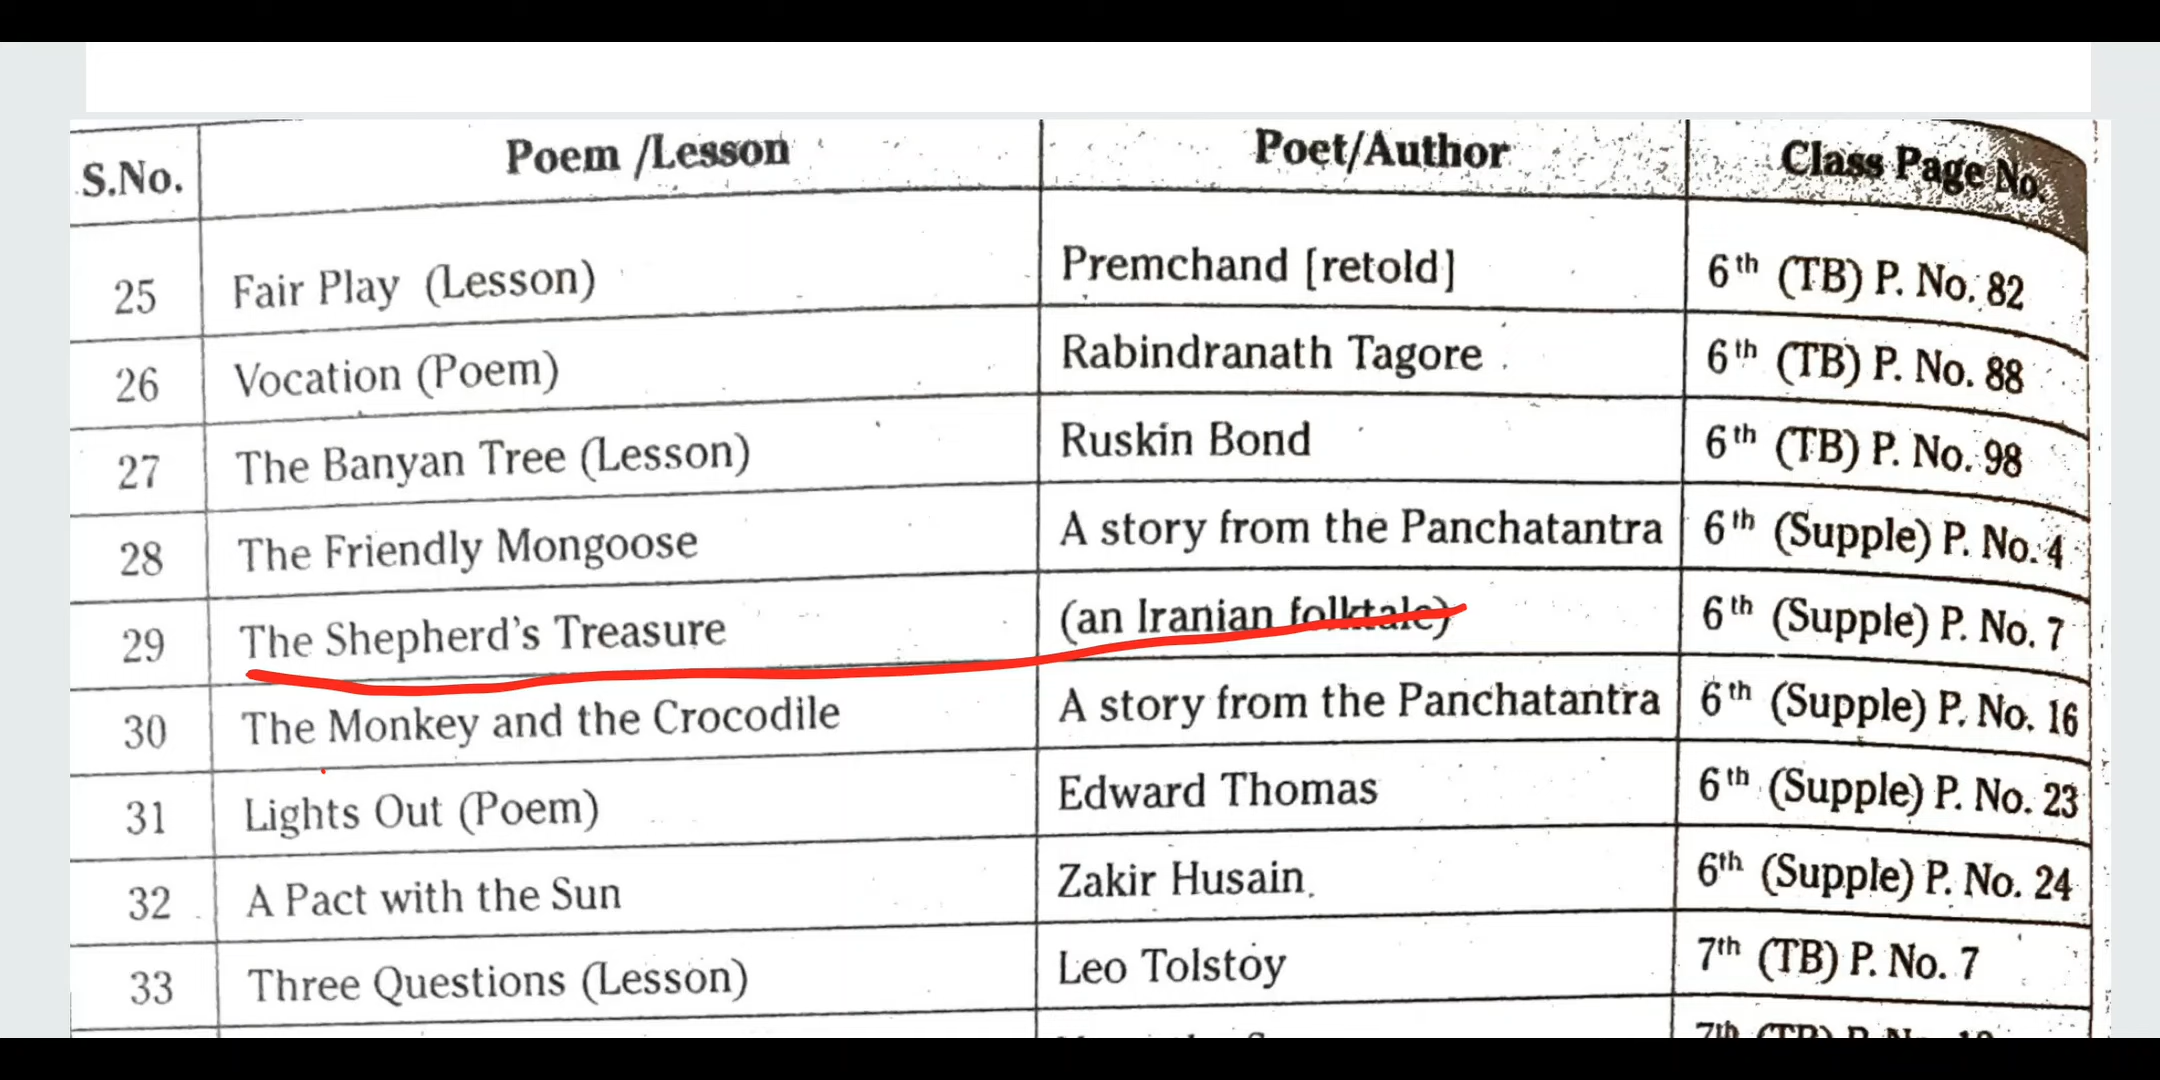 S.No. Poem /Lesson Poet/Author Class Page No.
25 Fair Play (Lesson) Premchand [retold] 6th (TB) P. No. 82
26 Vocation (Poem) Rabindranath Tagore 6th (TB) P. No. 88
27 The Banyan Tree (Lesson) Ruskin Bond 6th (TB) P. No. 98
28 The Friendly Mongoose A story from the Panchatantra 6th (Supple) P. No. 4
29 The Shepherd's Treasure (an Iranian folktale) 6th (Supple) P. No. 7
30 The Monkey and the Crocodile A story from the Panchatantra 6th (Supple) P. No. 16
31 Lights Out (Poem) Edward Thomas 6th (Supple) P. No. 23
32 A Pact with the Sun Zakir Husain 6th (Supple) P. No. 24
33 Three Questions (Lesson) Leo Tolstoy 7th (TB) P. No. 7